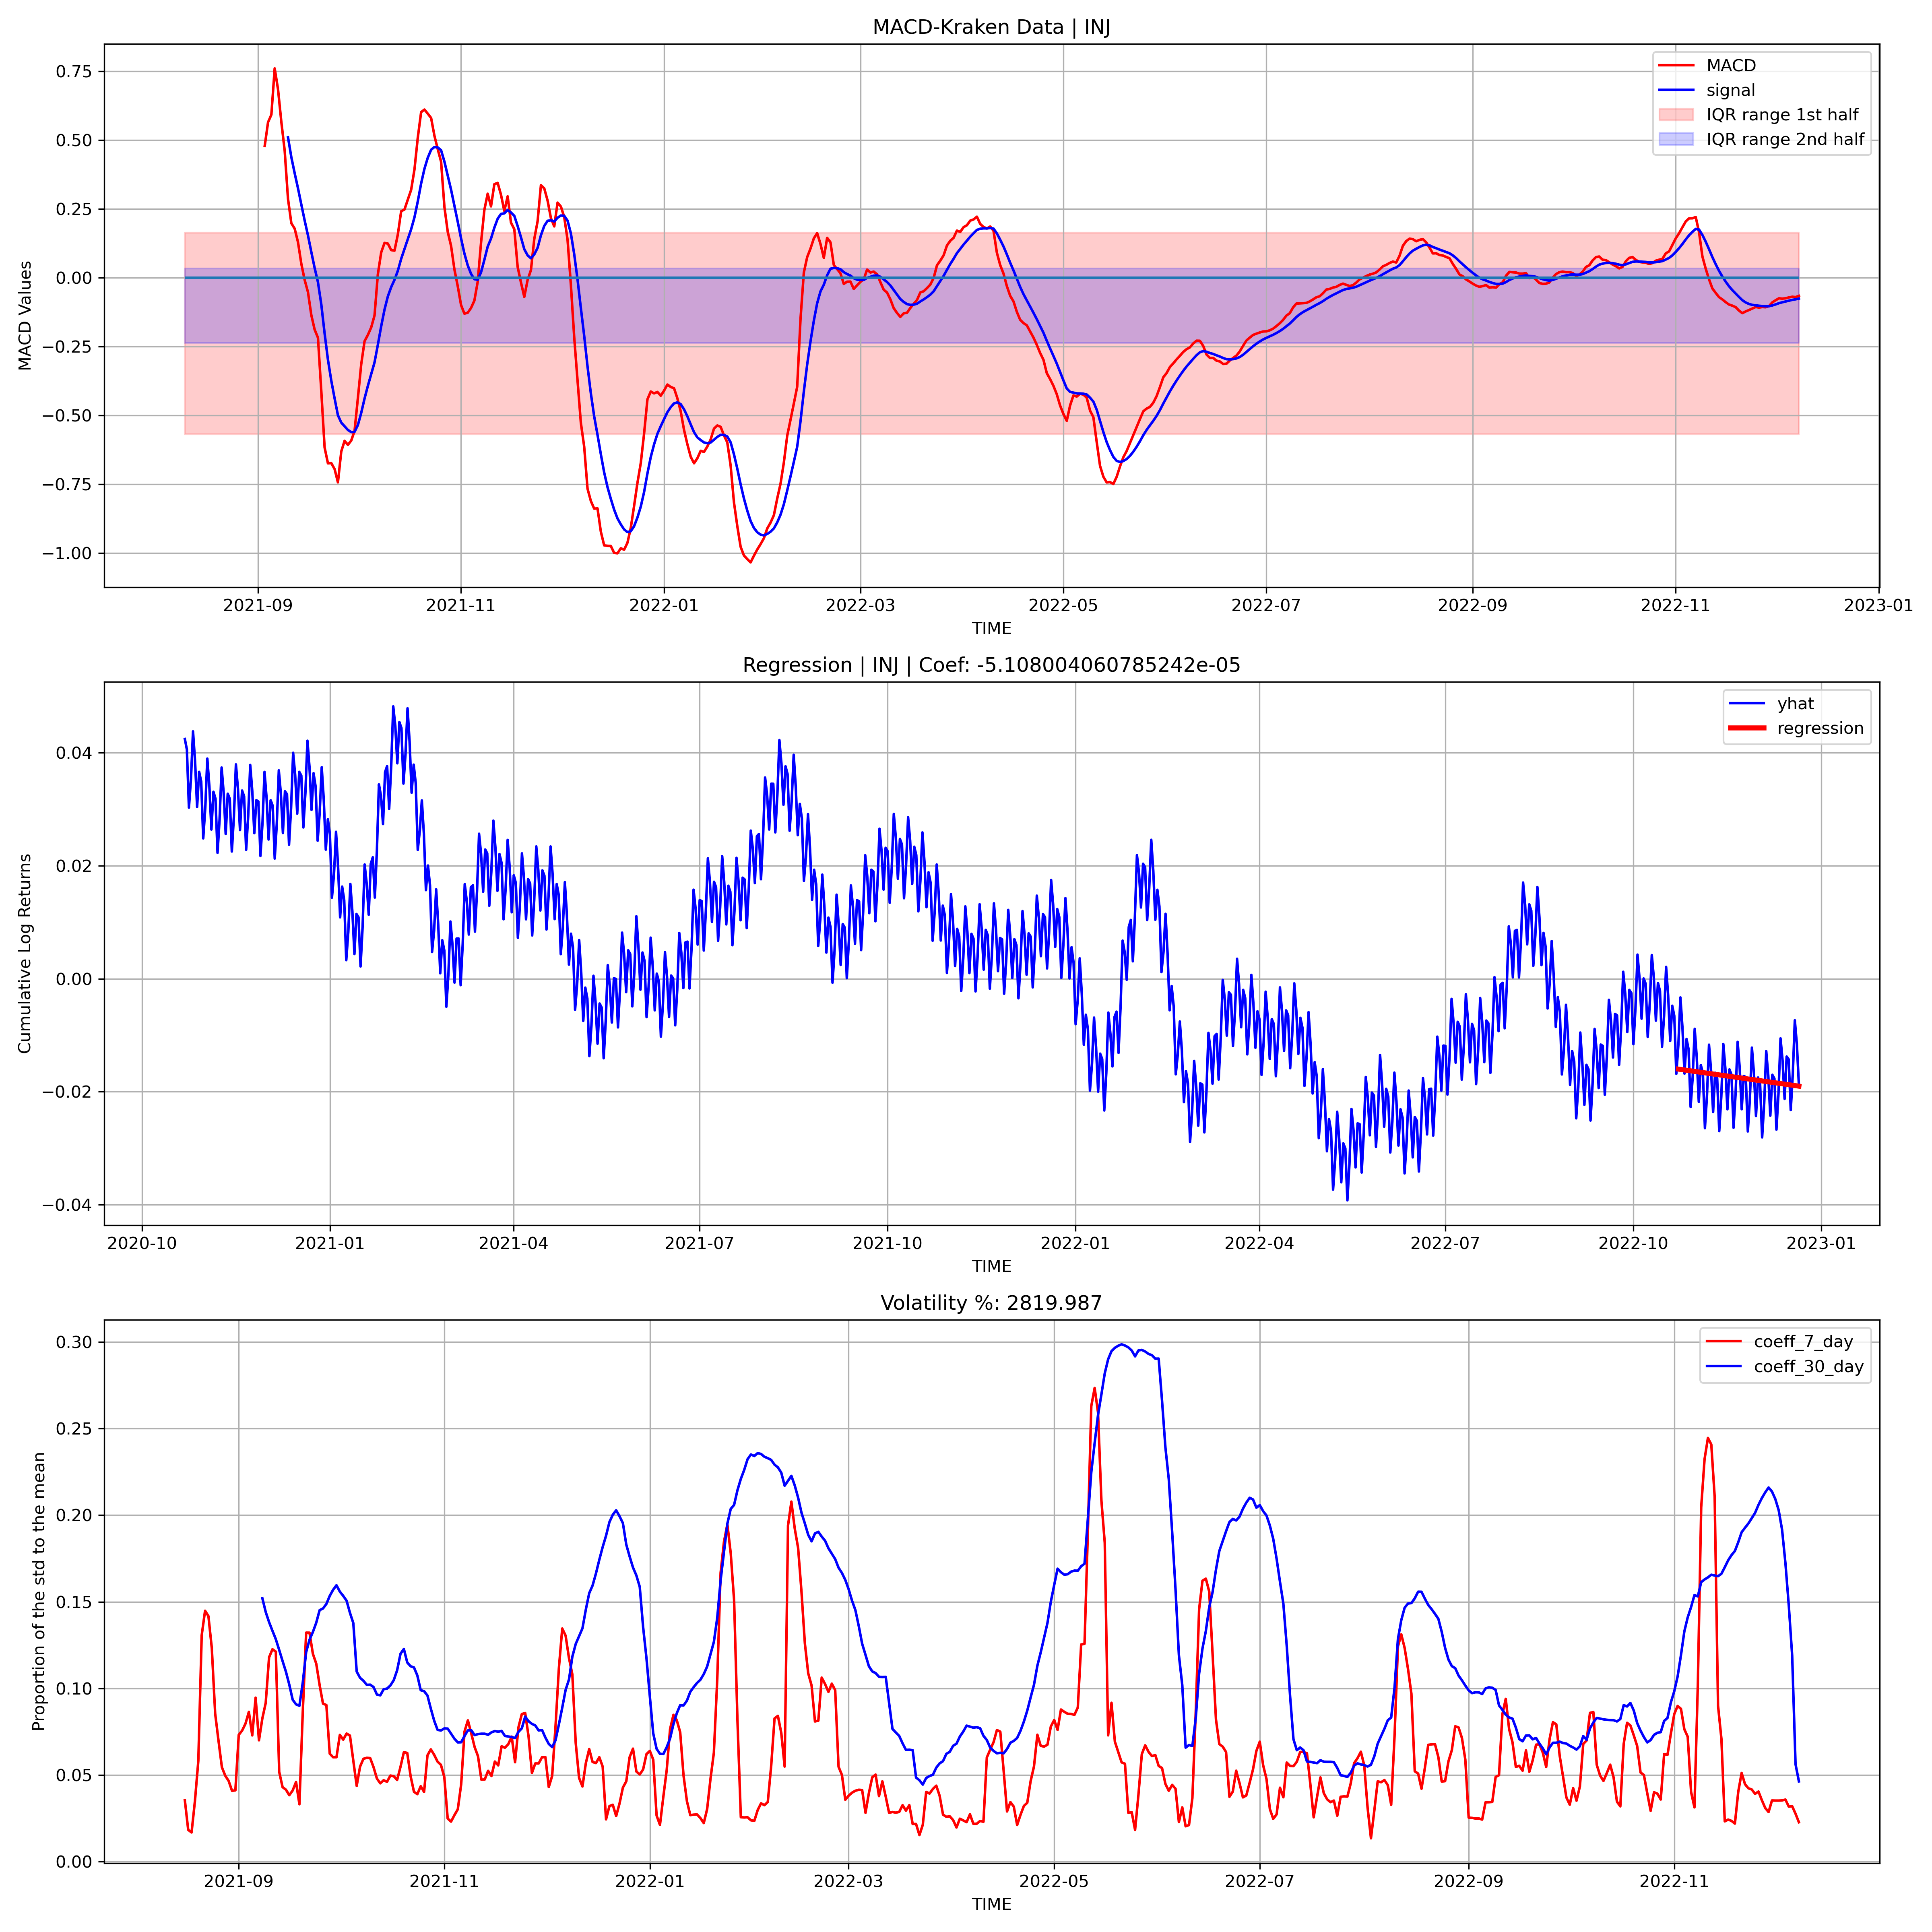 MACD-Kraken Data | INJ
MACD Values
0.75
0.50
0.25
0.00
−0.25
−0.50
−0.75
−1.00
MACD
signal
IQR range 1st half
IQR range 2nd half
2021-09 2021-11 2022-01 2022-03 2022-05 2022-07 2022-09 2022-11 2023-01
TIME
Regression | INJ | Coef: -5.108004060785242e-05
Cumulative Log Returns
0.04
0.02
0.00
−0.02
−0.04
yhat
regression
2020-10 2021-01 2021-04 2021-07 2021-10 2022-01 2022-04 2022-07 2022-10 2023-01
TIME
Volatility %: 2819.987
Proportion of the std to the mean
0.30
0.25
0.20
0.15
0.10
0.05
0.00
coeff_7_day
coeff_30_day
2021-09 2021-11 2022-01 2022-03 2022-05 2022-07 2022-09 2022-11
TIME